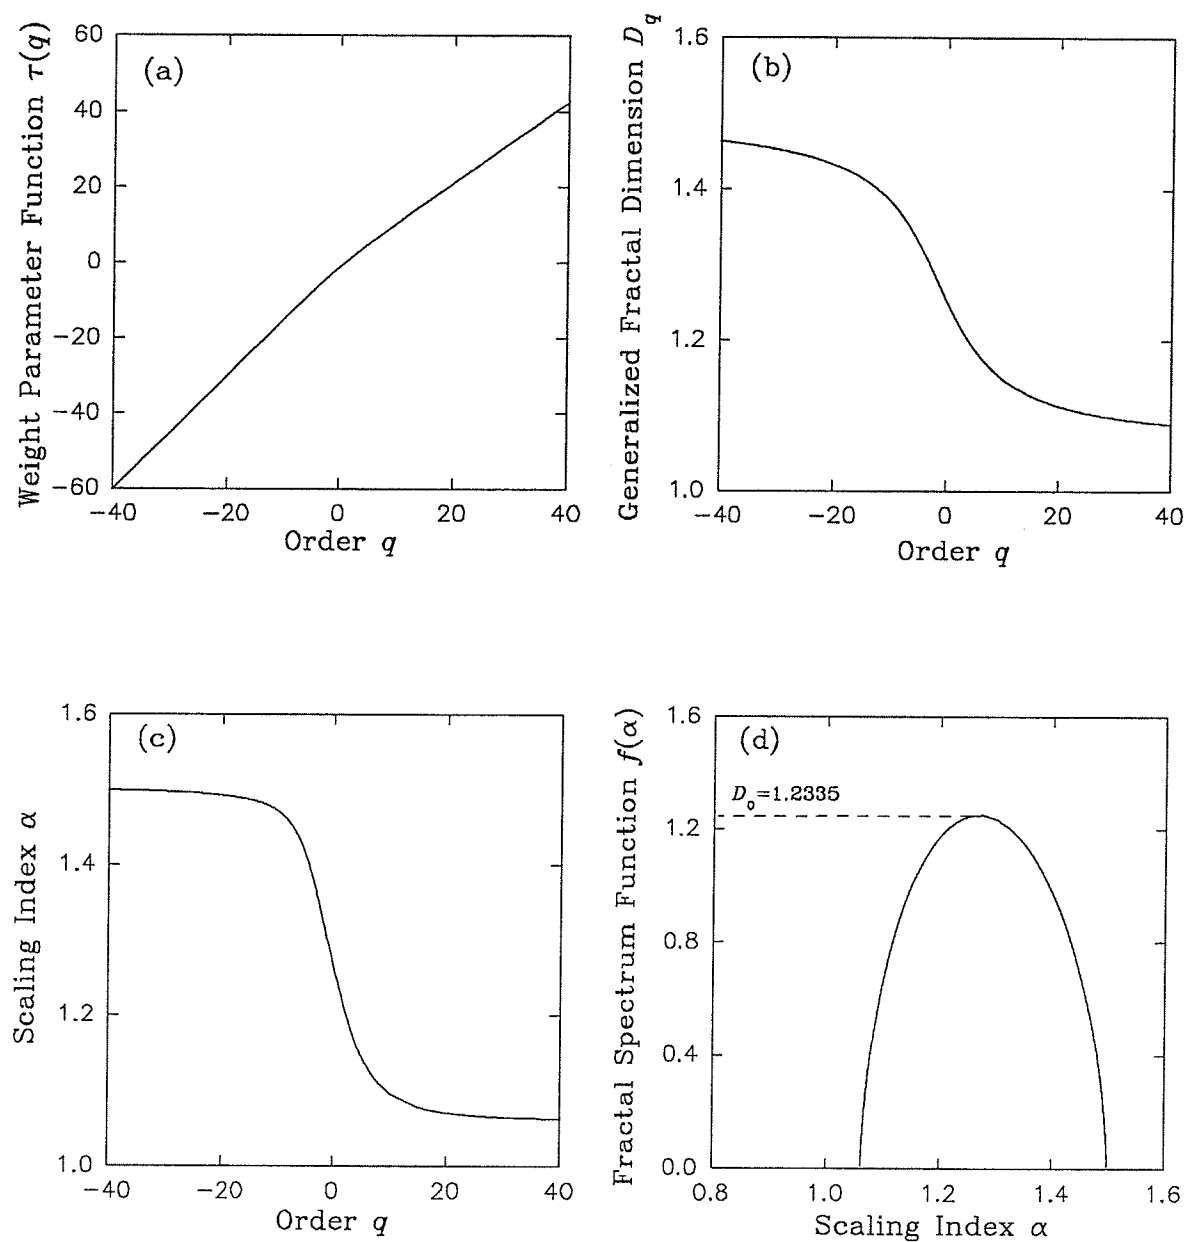 Weight Parameter Function τ(q)
60
40
20
0
−20
−40
−60
(a)
−40 −20 0 20 40
Order q
Generalized Fractal Dimension D_q
1.6
1.4
1.2
1.0
(b)
−40 −20 0 20 40
Order q
Scaling Index α
1.6
1.4
1.2
1.0
(c)
−40 −20 0 20 40
Order q
Fractal Spectrum Function f(α)
1.6
1.2
0.8
0.4
0.0
(d)
D_0=1.2335
0.8 1.0 1.2 1.4 1.6
Scaling Index α